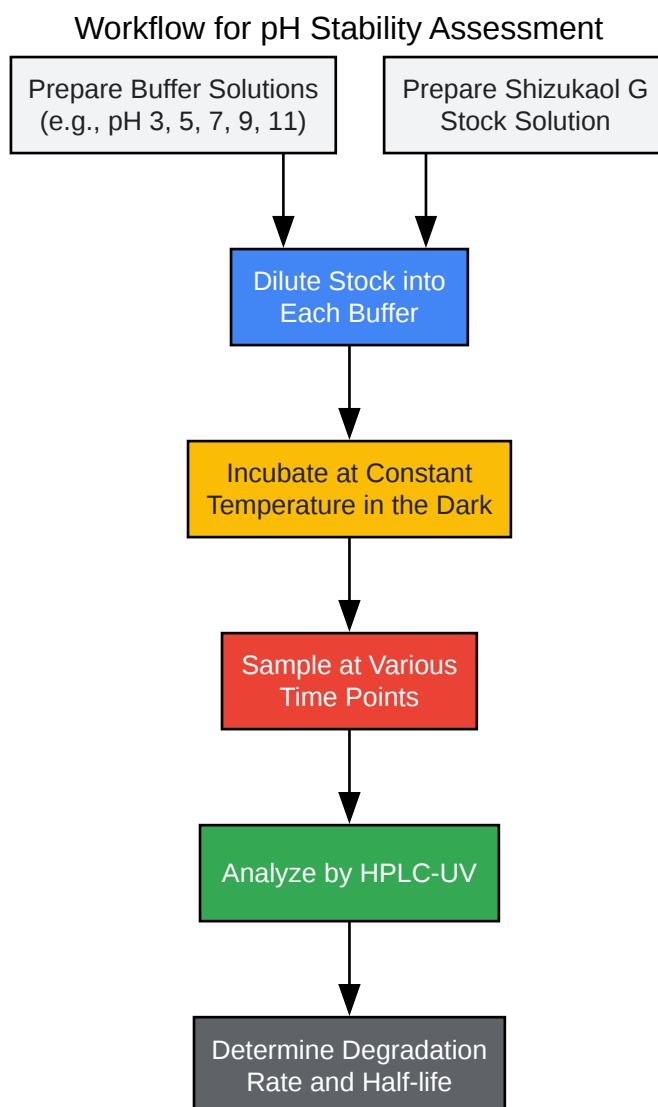 Workflow for pH Stability Assessment
Prepare Buffer Solutions
(e.g., pH 3, 5, 7, 9, 11)
Prepare Shizukaol G
Stock Solution
Dilute Stock into
Each Buffer
Incubate at Constant
Temperature in the Dark
Sample at Various
Time Points
Analyze by HPLC-UV
Determine Degradation
Rate and Half-life